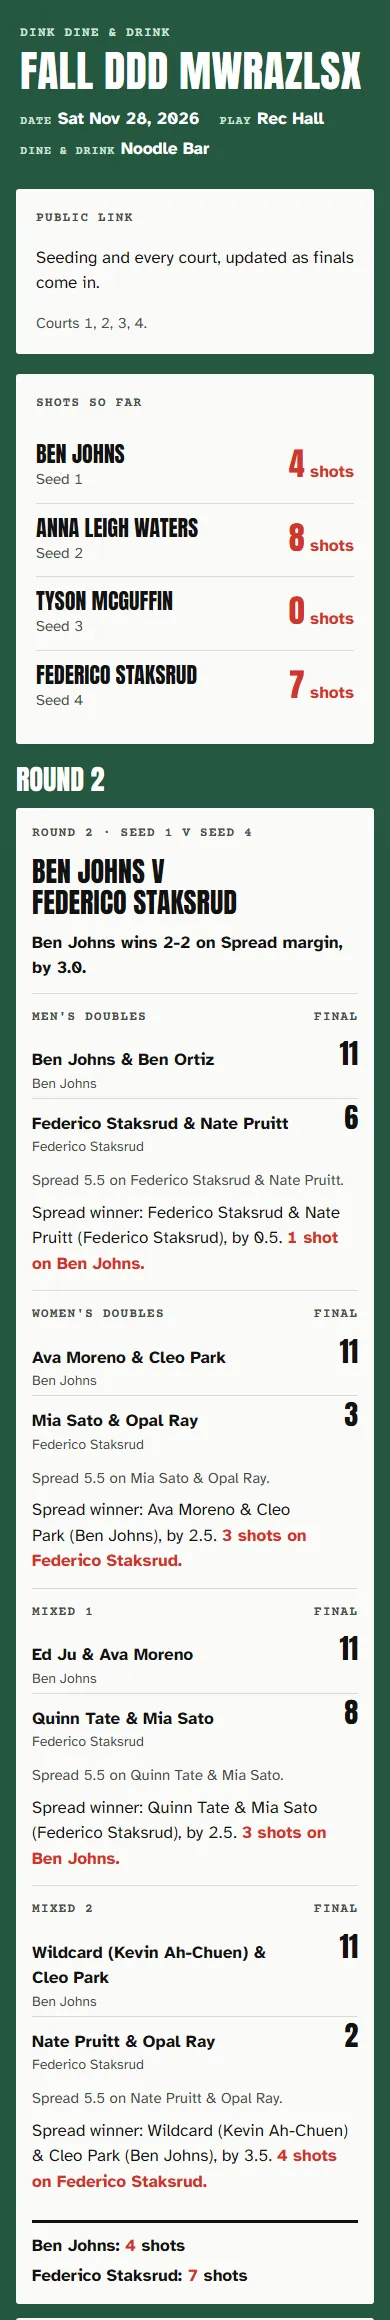 DINK DINE & DRINK
FALL DDD MWRAZLSX
DATE Sat Nov 28, 2026 PLAY Rec Hall
DINE & DRINK Noodle Bar
PUBLIC LINK
Seeding and every court, updated as finals
come in.
Courts 1, 2, 3, 4.
SHOTS SO FAR
BEN JOHNS
4 shots
Seed 1
ANNA LEIGH WATERS
8 shots
Seed 2
TYSON MCGUFFIN
0 shots
Seed 3
FEDERICO STAKSRUD
7 shots
Seed 4
ROUND 2
ROUND 2 · SEED 1 V SEED 4
BEN JOHNS V
FEDERICO STAKSRUD
Ben Johns wins 2-2 on Spread margin,
by 3.0.
MEN'S DOUBLES FINAL
Ben Johns & Ben Ortiz 11
Ben Johns
Federico Staksrud & Nate Pruitt 6
Federico Staksrud
Spread 5.5 on Federico Staksrud & Nate Pruitt.
Spread winner: Federico Staksrud & Nate
Pruitt (Federico Staksrud), by 0.5. 1 shot
on Ben Johns.
WOMEN'S DOUBLES FINAL
Ava Moreno & Cleo Park 11
Ben Johns
Mia Sato & Opal Ray 3
Federico Staksrud
Spread 5.5 on Mia Sato & Opal Ray.
Spread winner: Ava Moreno & Cleo
Park (Ben Johns), by 2.5. 3 shots on
Federico Staksrud.
MIXED 1 FINAL
Ed Ju & Ava Moreno 11
Ben Johns
Quinn Tate & Mia Sato 8
Federico Staksrud
Spread 5.5 on Quinn Tate & Mia Sato.
Spread winner: Quinn Tate & Mia Sato
(Federico Staksrud), by 2.5. 3 shots on
Ben Johns.
MIXED 2 FINAL
Wildcard (Kevin Ah-Chuen) & 11
Cleo Park
Ben Johns
Nate Pruitt & Opal Ray 2
Federico Staksrud
Spread 5.5 on Nate Pruitt & Opal Ray.
Spread winner: Wildcard (Kevin Ah-Chuen)
& Cleo Park (Ben Johns), by 3.5. 4 shots
on Federico Staksrud.
Ben Johns: 4 shots
Federico Staksrud: 7 shots